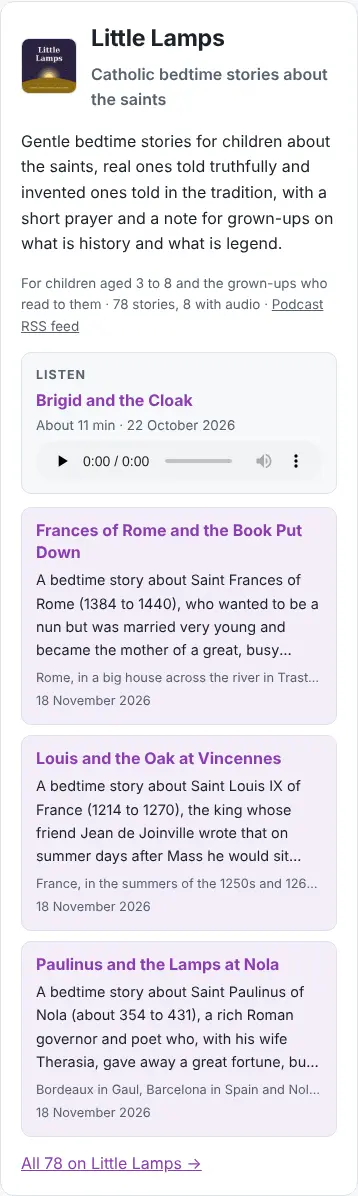 Little
Lamps
Little Lamps
Catholic bedtime stories about
the saints
Gentle bedtime stories for children about
the saints, real ones told truthfully and
invented ones told in the tradition, with a
short prayer and a note for grown-ups on
what is history and what is legend.
For children aged 3 to 8 and the grown-ups who
read to them · 78 stories, 8 with audio · Podcast
RSS feed
LISTEN
Brigid and the Cloak
About 11 min · 22 October 2026
0:00 / 0:00
Frances of Rome and the Book Put
Down
A bedtime story about Saint Frances of
Rome (1384 to 1440), who wanted to be a
nun but was married very young and
became the mother of a great, busy...
Rome, in a big house across the river in Trast...
18 November 2026
Louis and the Oak at Vincennes
A bedtime story about Saint Louis IX of
France (1214 to 1270), the king whose
friend Jean de Joinville wrote that on
summer days after Mass he would sit...
France, in the summers of the 1250s and 126...
18 November 2026
Paulinus and the Lamps at Nola
A bedtime story about Saint Paulinus of
Nola (about 354 to 431), a rich Roman
governor and poet who, with his wife
Therasia, gave away a great fortune, bu...
Bordeaux in Gaul, Barcelona in Spain and Nol...
18 November 2026
All 78 on Little Lamps →